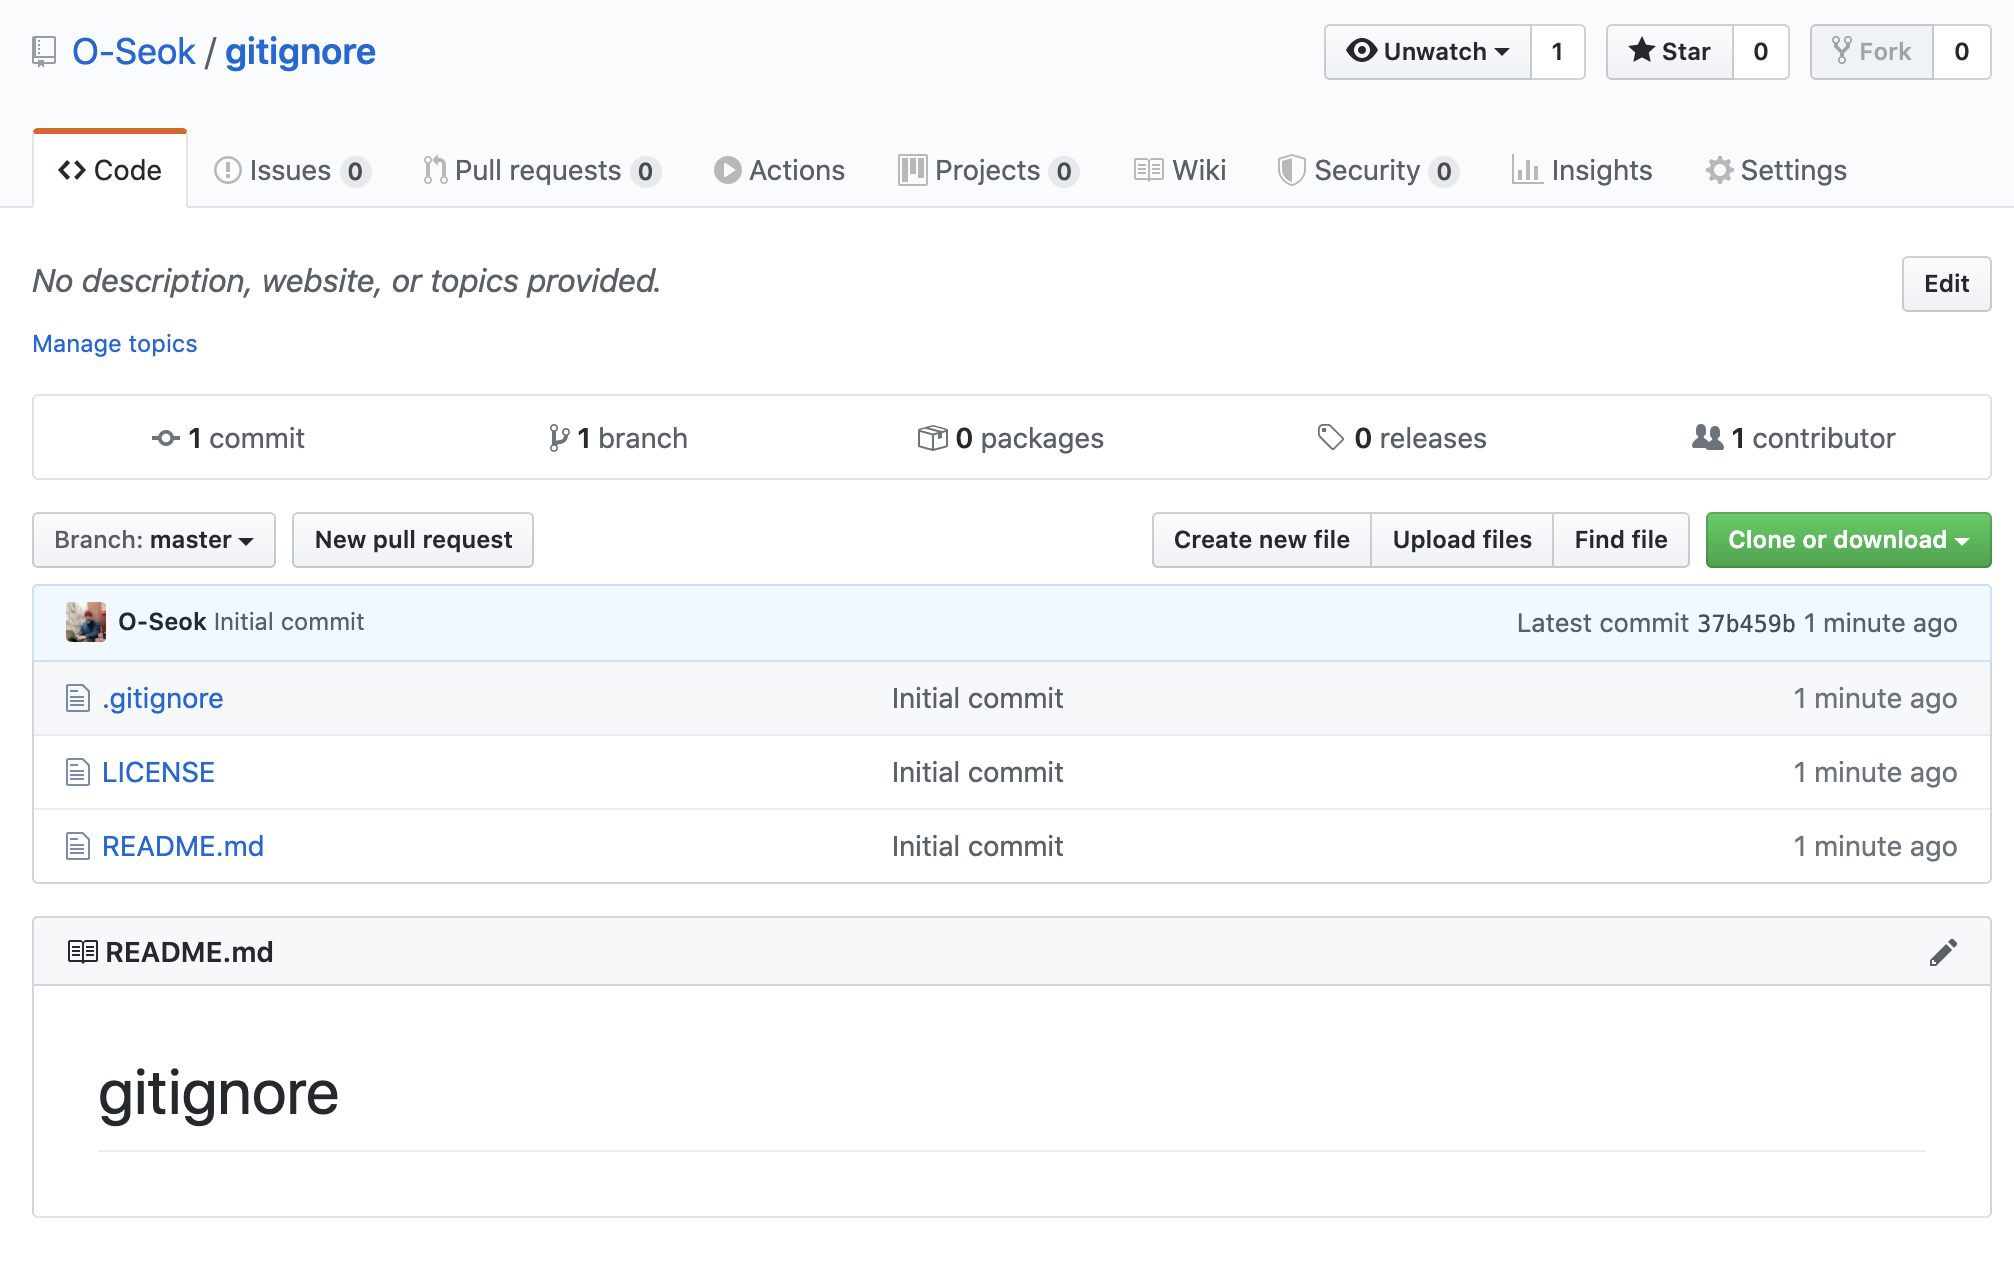 O-Seok / gitignore
Unwatch 1 Star 0 Fork 0
Code Issues 0 Pull requests 0 Actions Projects 0 Wiki Security 0 Insights Settings
No description, website, or topics provided.
Edit
Manage topics
1 commit 1 branch 0 packages 0 releases 1 contributor
Branch: master New pull request Create new file Upload files Find file Clone or download
O-Seok Initial commit Latest commit 37b459b 1 minute ago
.gitignore Initial commit 1 minute ago
LICENSE Initial commit 1 minute ago
README.md Initial commit 1 minute ago
README.md
gitignore